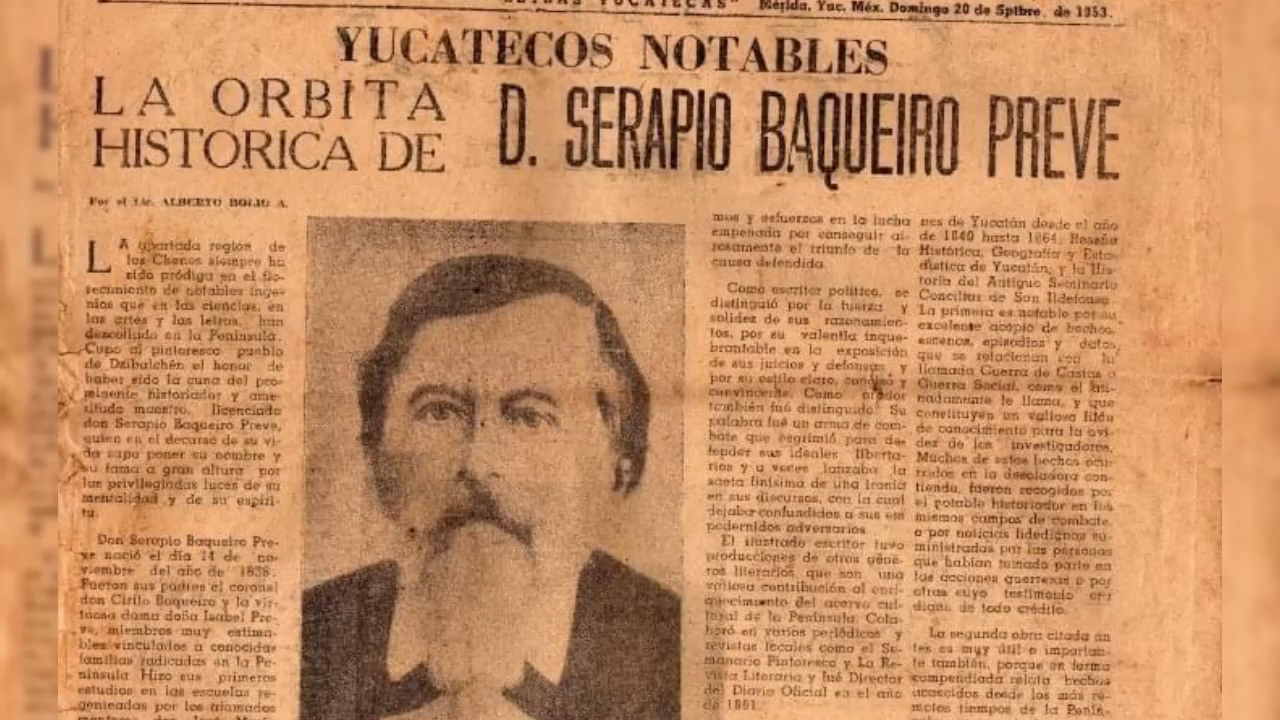 LETRAS YUCATECAS" Mérida, Yuc. Méx. Domingo 20 de Sptbre. de 1953.
YUCATECOS NOTABLES
LA ORBITA
HISTORICA DE
D. SERAPIO BAQUEIRO PREVE
Por el Lic. ALBERTO BOLIO A.
LA apartada region de
los Chenes siempre ha
sido pródiga en el flo-
recimiento de notables inge-
nios que en las ciencias, en
las artes y las letras, han
descollado en la Península.
Cupo al pintoresco pueblo
de Dzibalchén el honor de
haber sido la cuna del pro-
minente historiador y ame-
ritado maestro, licenciado
don Serapio Baqueiro Preve,
quien en el decurso de su vi-
da supo poner su nombre y
su fama a gran altura por
las privilegiadas luces de su
mentalidad y de su espíri-
tu.
Don Serapio Baqueiro Pre-
ve nació el día 14 de no-
viembre del año de 1838.
Fueron sus padres el coronel
don Cirilo Baqueiro y la vir-
tuosa dama doña Isabel Pre-
ve, miembros muy estima-
bles vinculados a conocidas
familias radicadas en la Pe-
nínsula Hizo sus primeros
estudios en las escuelas re-
genteadas por los afamados
mos y esfuerzos en la lucha
empeñada por conseguir ai-
rosamente el triunfo de la
causa defendida.
Como escritor político, se
distinguió por la fuerza y
solidez de sus razonamien-
tos, por su valentía inque-
brantable en la exposición
de sus juicios y defensas y
por su estilo claro, conciso y
convincente. Como orador
también fué distinguido. Su
palabra fué un arma de com-
bate que esgrimió para de-
fender sus ideales liberta-
rios y a veces lanzaba la
saeta finísima de una ironía
en sus discursos, con la cual
dejaba confundidos a sus em
pedernidos adversarios.
El ilustrado escritor tuvo
producciones de otros géne-
ros literarios, que son una
valiosa contribución al enri-
quecimiento del acervo cul-
tural de la Península. Cola-
boró en varios periódicos y
revistas locales como el Se-
manario Pintoresco y La Re-
vista Literaria y fué Director
del Diario Oficial en el año
de 1881.
nes de Yucatán desde el año
de 1840 hasta 1864, Reseña
Histórica, Geografía y Esta-
dística de Yucatán, y la His-
toria del Antiguo Seminario
Conciliar de San Ildefonso.
La primera es notable por su
excelente acopio de hechos,
escenas, episodios y datos,
que se relacionan con la
llamada Guerra de Castas o
Guerra Social, como él ati-
nadamente le llama, y que
constituyen un valioso filón
de conocimiento para la avi-
dez de los investigadores.
Muchos de estos hechos ocu-
rridos en la desoladora con-
tienda, fueron recogidos por
el notable historiador en los
mismos campos de combate,
o por noticias fidedignas su-
ministradas por las personas
que habían tomado parte en
las acciones guerreras o por
otras cuyo testimonio era
digno de todo crédito.
La segunda obra citada an
tes es muy útil e importan-
te también, porque en forma
compendiada relata hechos
acaecidos desde los más re-
motos tiempos de la Penín-